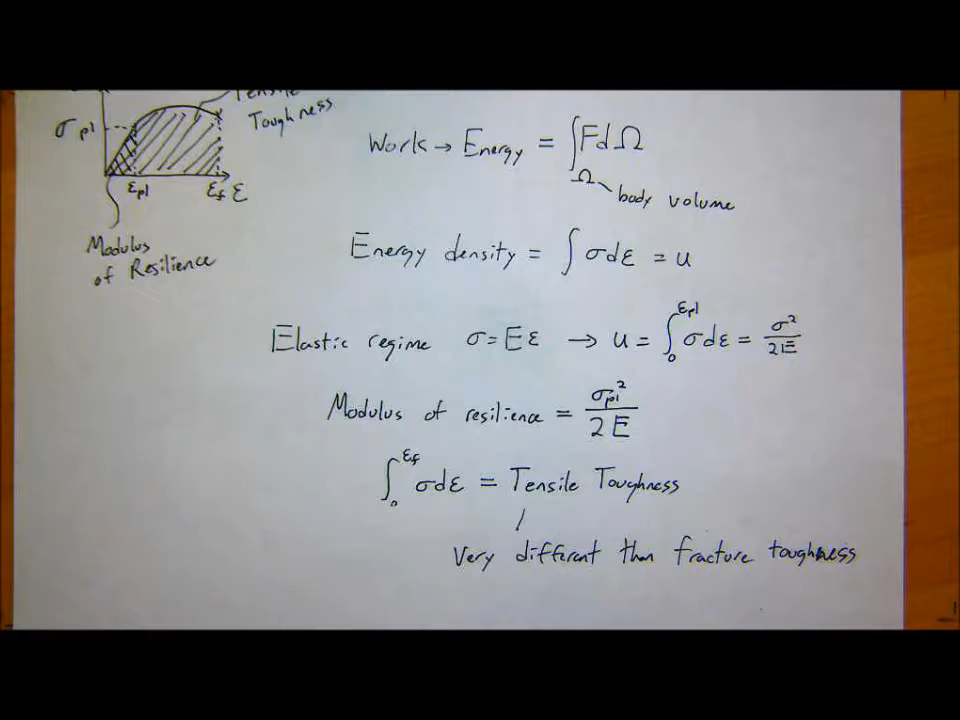 Tensile
Toughness
σpl
εpl
εf ε
Modulus
of Resilience
Work → Energy = ∫Ω F dΩ
body volume
Energy density = ∫ σdε = u
Elastic regime σ = Eε → u = ∫₀^εpl σdε = σ²/2E
Modulus of resilience = σpl²/2E
∫₀^εf σdε = Tensile Toughness
Very different than fracture toughness